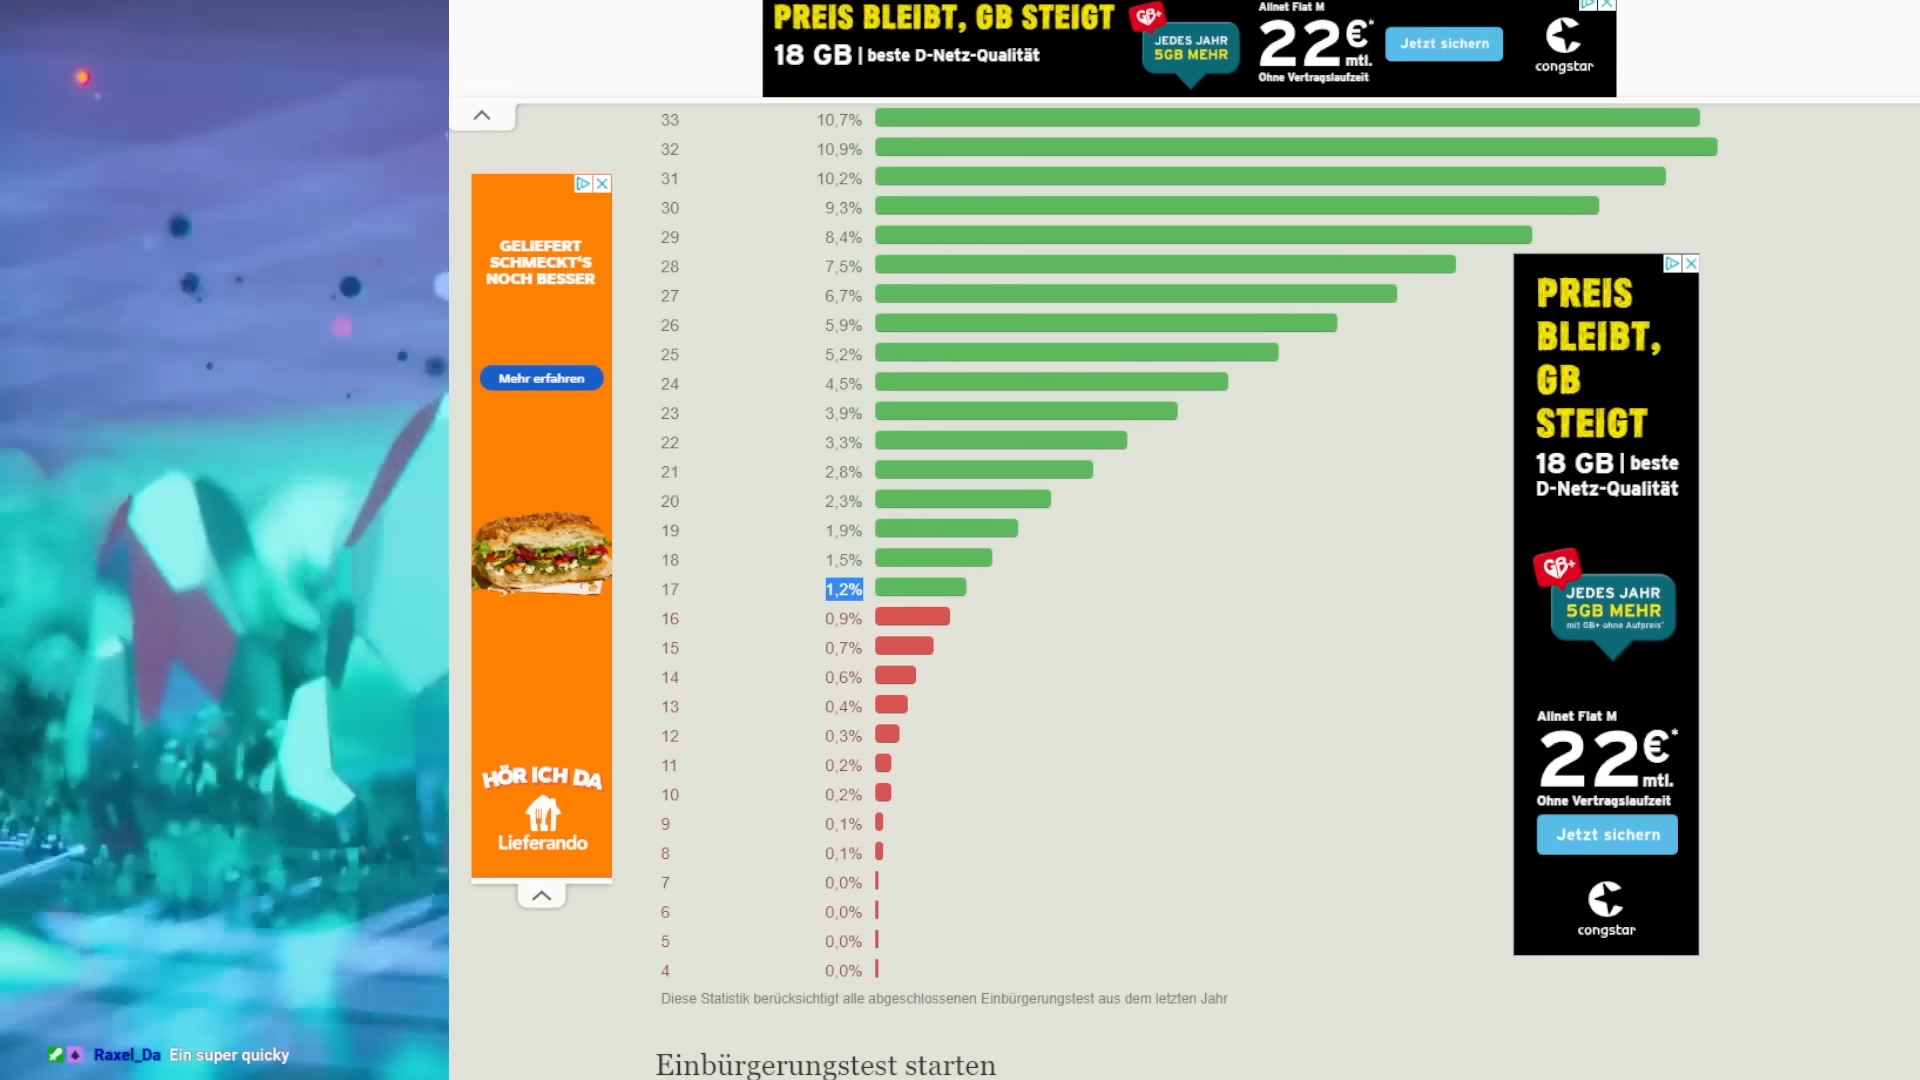 PREIS BLEIBT, GB STEIGT
18 GB | beste D-Netz-Qualität
GB+
JEDES JAHR
5GB MEHR
Allnet Flat M
22€*
mtl.
Ohne Vertragslaufzeit
Jetzt sichern
congstar
33 10,7%
32 10,9%
31 10,2%
30 9,3%
29 8,4%
28 7,5%
27 6,7%
26 5,9%
25 5,2%
24 4,5%
23 3,9%
22 3,3%
21 2,8%
20 2,3%
19 1,9%
18 1,5%
17 1,2%
16 0,9%
15 0,7%
14 0,6%
13 0,4%
12 0,3%
11 0,2%
10 0,2%
9 0,1%
8 0,1%
7 0,0%
6 0,0%
5 0,0%
4 0,0%
Diese Statistik berücksichtigt alle abgeschlossenen Einbürgerungstest aus dem letzten Jahr
Einbürgerungstest starten
GELIEFERT
SCHMECKT'S
NOCH BESSER
Mehr erfahren
HÖR ICH DA
Lieferando
PREIS
BLEIBT,
GB
STEIGT
18 GB | beste
D-Netz-Qualität
GB+
JEDES JAHR
5GB MEHR
mit GB+ ohne Aufpreis*
Allnet Flat M
22€*
mtl.
Ohne Vertragslaufzeit
Jetzt sichern
congstar
Raxel_Da Ein super quicky